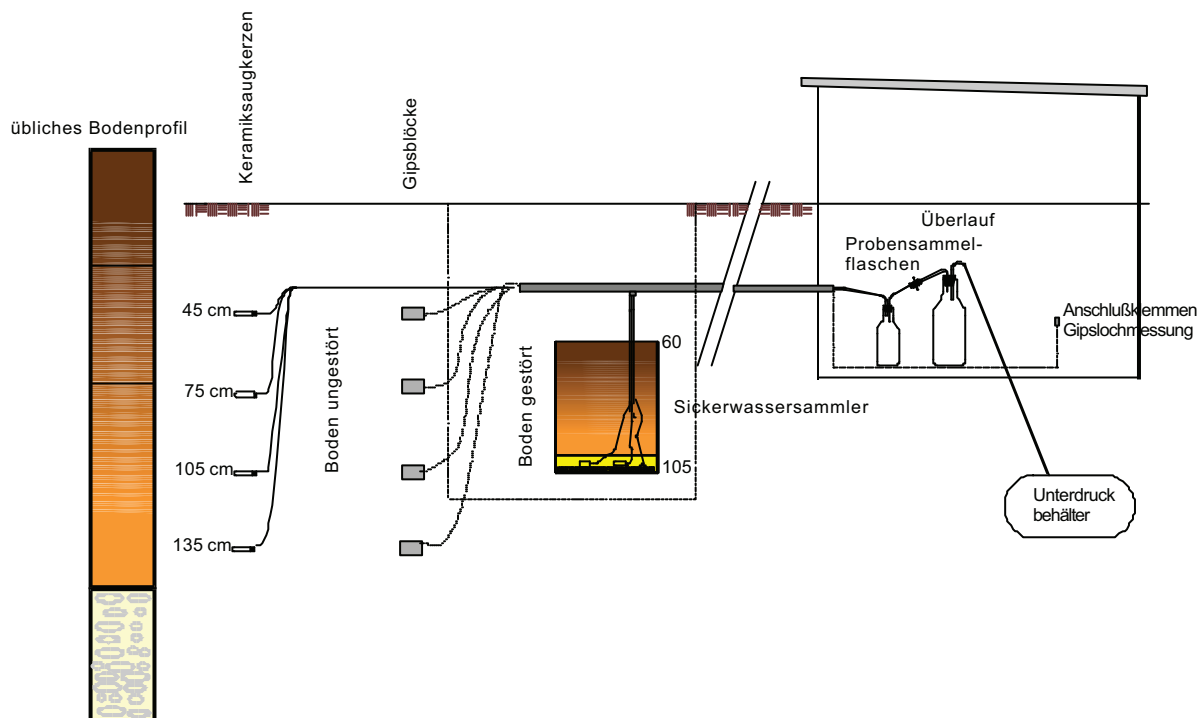 übliches Bodenprofil
Keramiksaugkerzen
Gipsblöcke
45 cm
75 cm
105 cm
135 cm
Boden ungestört
Boden gestört
60
105
Sickerwassersammler
Überlauf
Probensammel-
flaschen
Anschlußklemmen
Gipslochmessung
Unterdruck
behälter